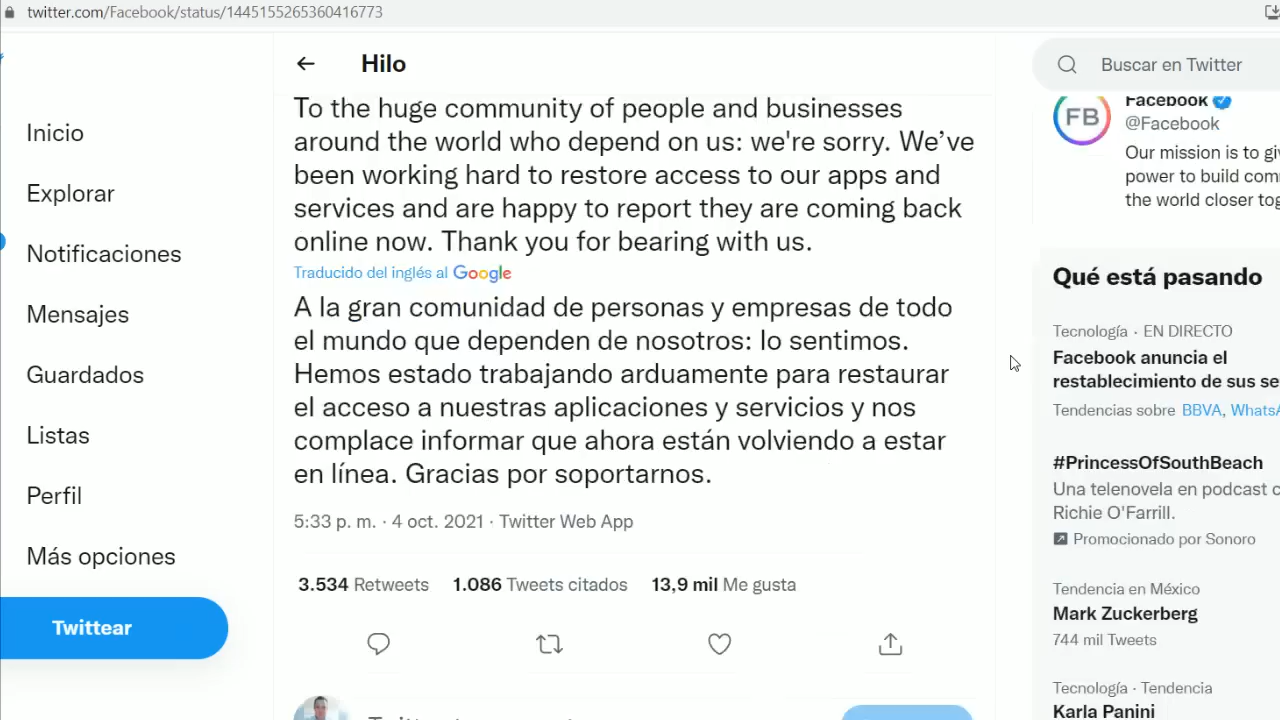 twitter.com/Facebook/status/1445155265360416773
Hilo
Buscar en Twitter
Inicio
Explorar
Notificaciones
Mensajes
Guardados
Listas
Perfil
Más opciones
Twittear
To the huge community of people and businesses
around the world who depend on us: we're sorry. We’ve
been working hard to restore access to our apps and
services and are happy to report they are coming back
online now. Thank you for bearing with us.
Traducido del inglés al Google
A la gran comunidad de personas y empresas de todo
el mundo que dependen de nosotros: lo sentimos.
Hemos estado trabajando arduamente para restaurar
el acceso a nuestras aplicaciones y servicios y nos
complace informar que ahora están volviendo a estar
en línea. Gracias por soportarnos.
5:33 p. m. · 4 oct. 2021 · Twitter Web App
3.534 Retweets 1.086 Tweets citados 13,9 mil Me gusta
FB
Facebook
@Facebook
Our mission is to
power to build
the world closer
Qué está pasando
Tecnología · EN DIRECTO
Facebook anuncia el
restablecimiento de sus
Tendencias sobre BBVA,
#PrincessOfSouthBeach
Una telenovela en podcast
Richie O'Farrill.
Promocionado por Sonoro
Tendencia en México
Mark Zuckerberg
744 mil Tweets
Tecnología · Tendencia
Karla Panini